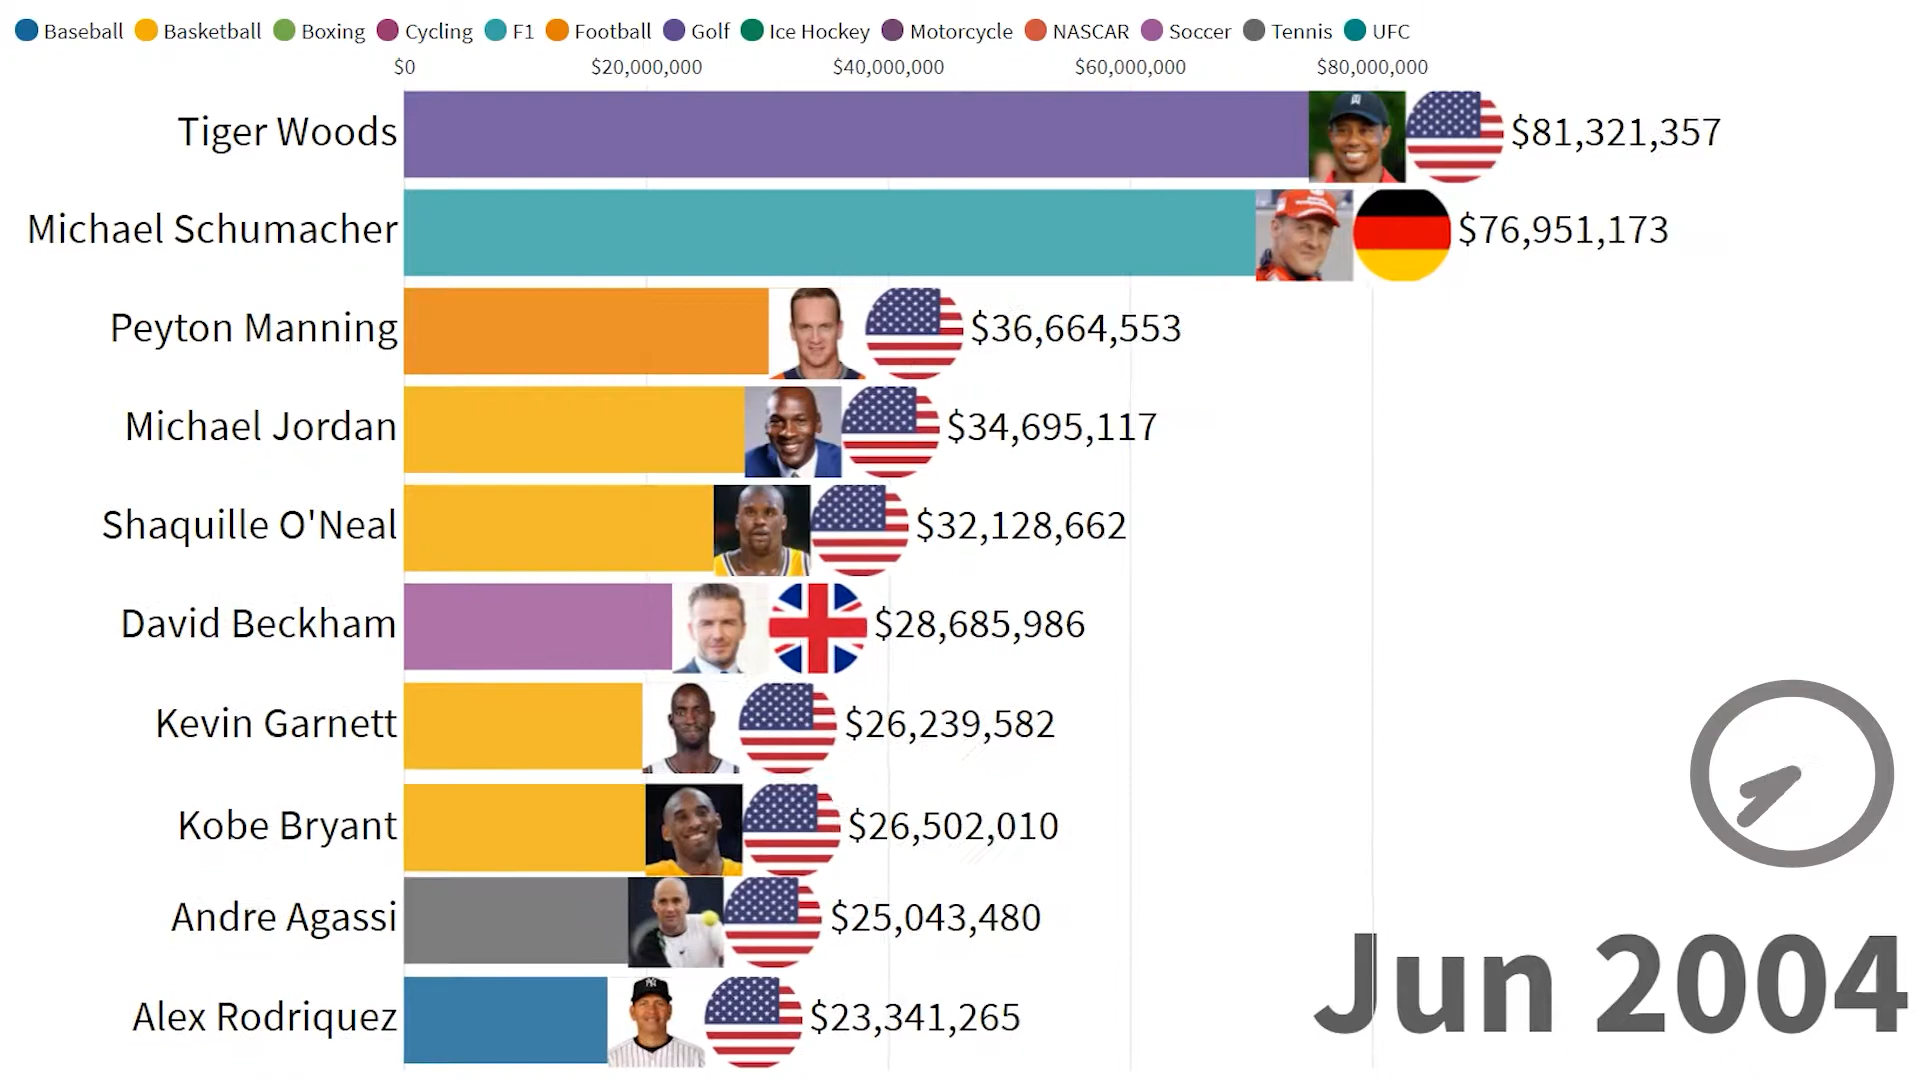 Baseball Basketball Boxing Cycling F1 Football Golf Ice Hockey Motorcycle NASCAR Soccer Tennis UFC
$0 $20,000,000 $40,000,000 $60,000,000 $80,000,000
Tiger Woods $81,321,357
Michael Schumacher $76,951,173
Peyton Manning $36,664,553
Michael Jordan $34,695,117
Shaquille O'Neal $32,128,662
David Beckham $28,685,986
Kevin Garnett $26,239,582
Kobe Bryant $26,502,010
Andre Agassi $25,043,480
Alex Rodriquez $23,341,265
Jun 2004